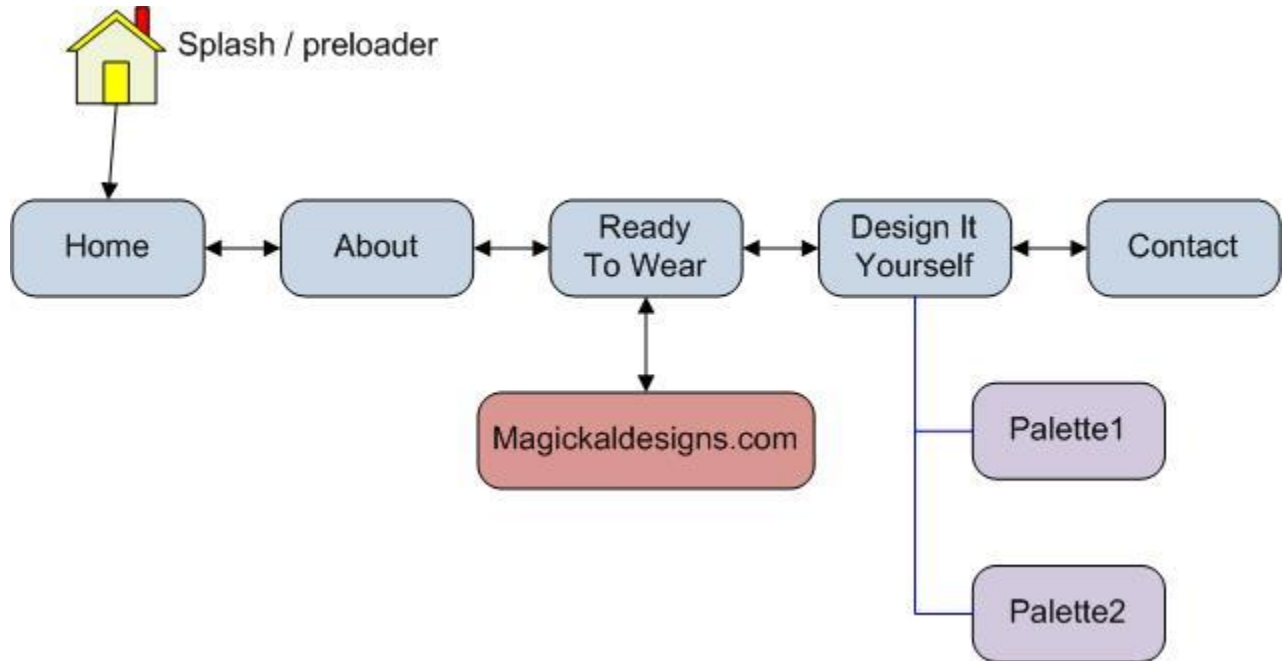 Splash / preloader
Home
About
Ready
To Wear
Design It
Yourself
Contact
Magickaldesigns.com
Palette1
Palette2